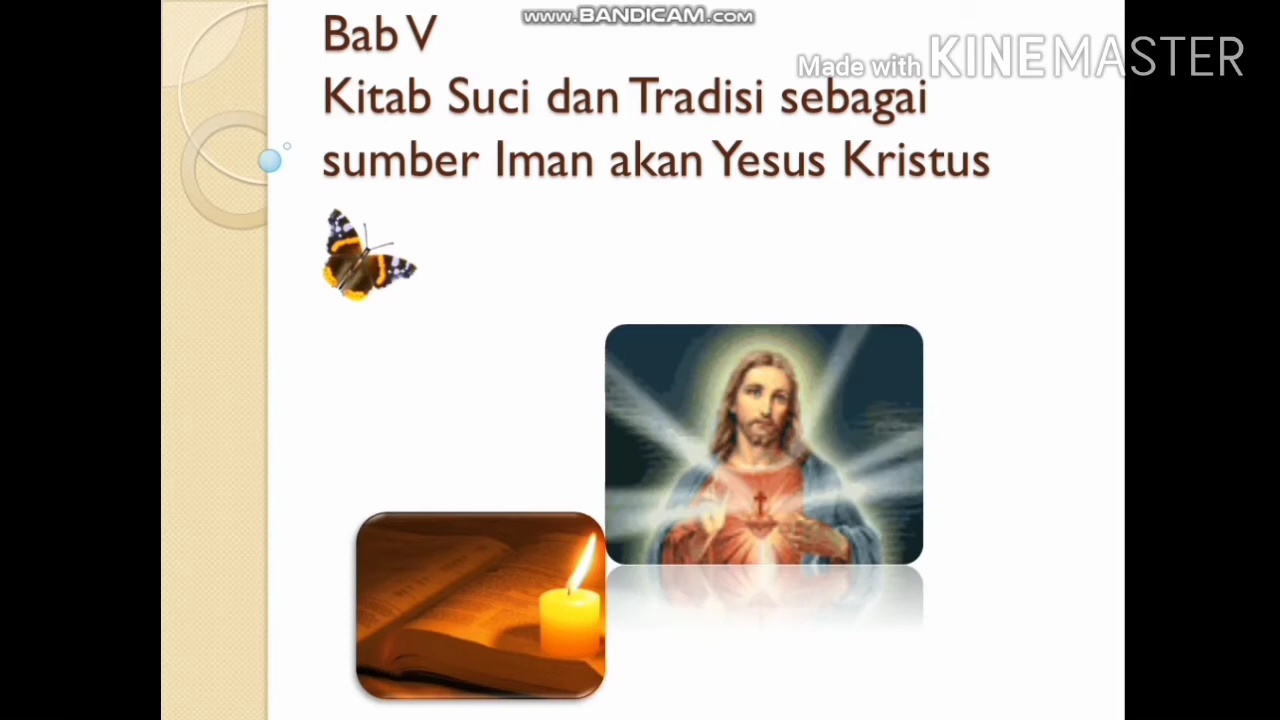 www.BANDICAM.com
Bab V
Made with KINEMASTER
Kitab Suci dan Tradisi sebagai
sumber Iman akan Yesus Kristus